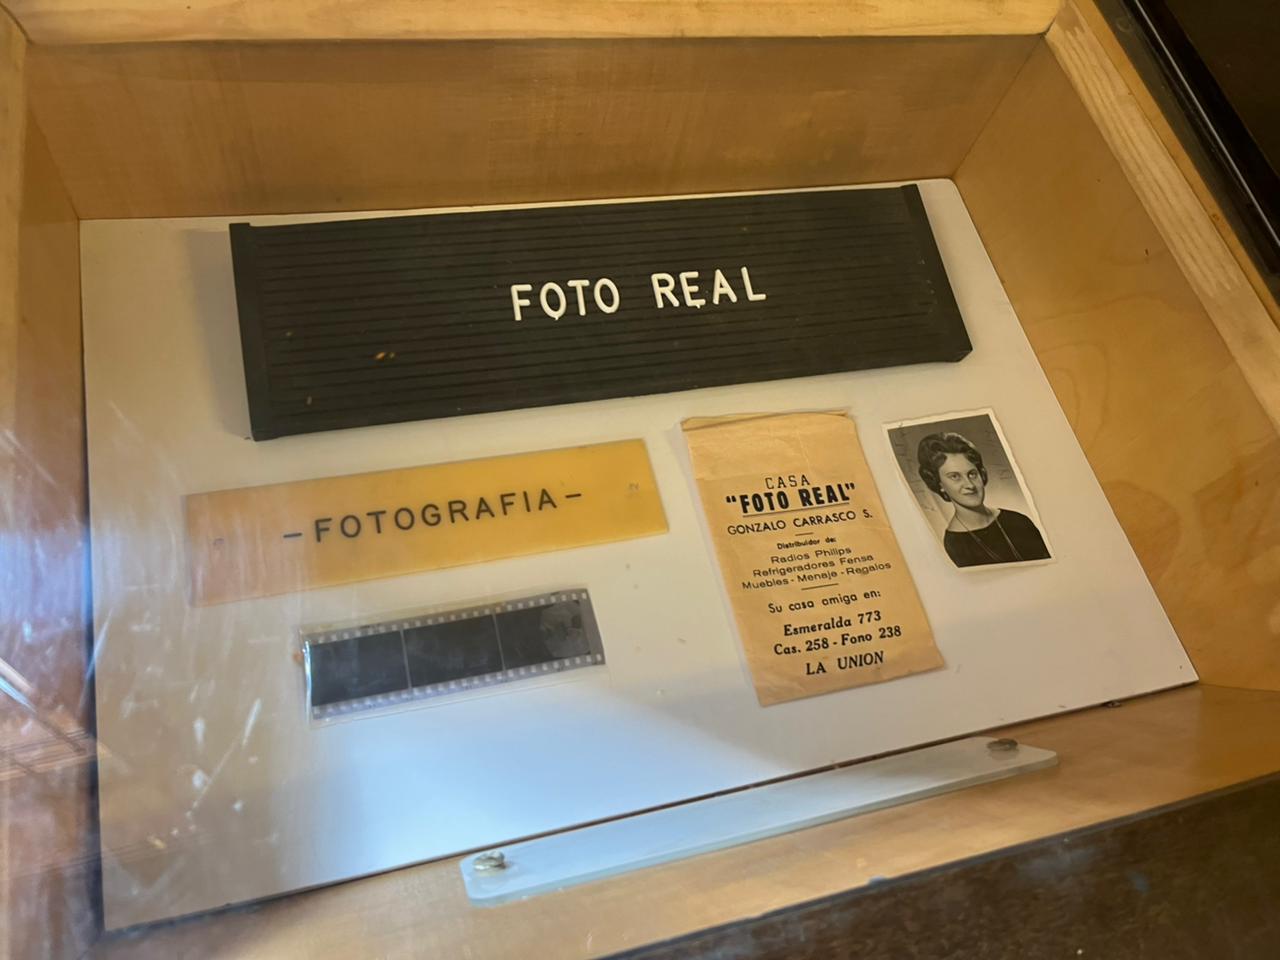 FOTO REAL
-FOTOGRAFIA-
CASA
"FOTO REAL"
GONZALO CARRASCO S.
Distribuidor de:
Radios Philips
Refrigeradores Fensa
Muebles - Menaje - Regalos
Su casa amiga en:
Esmeralda 773
Cas. 258 - Fono 238
LA UNION